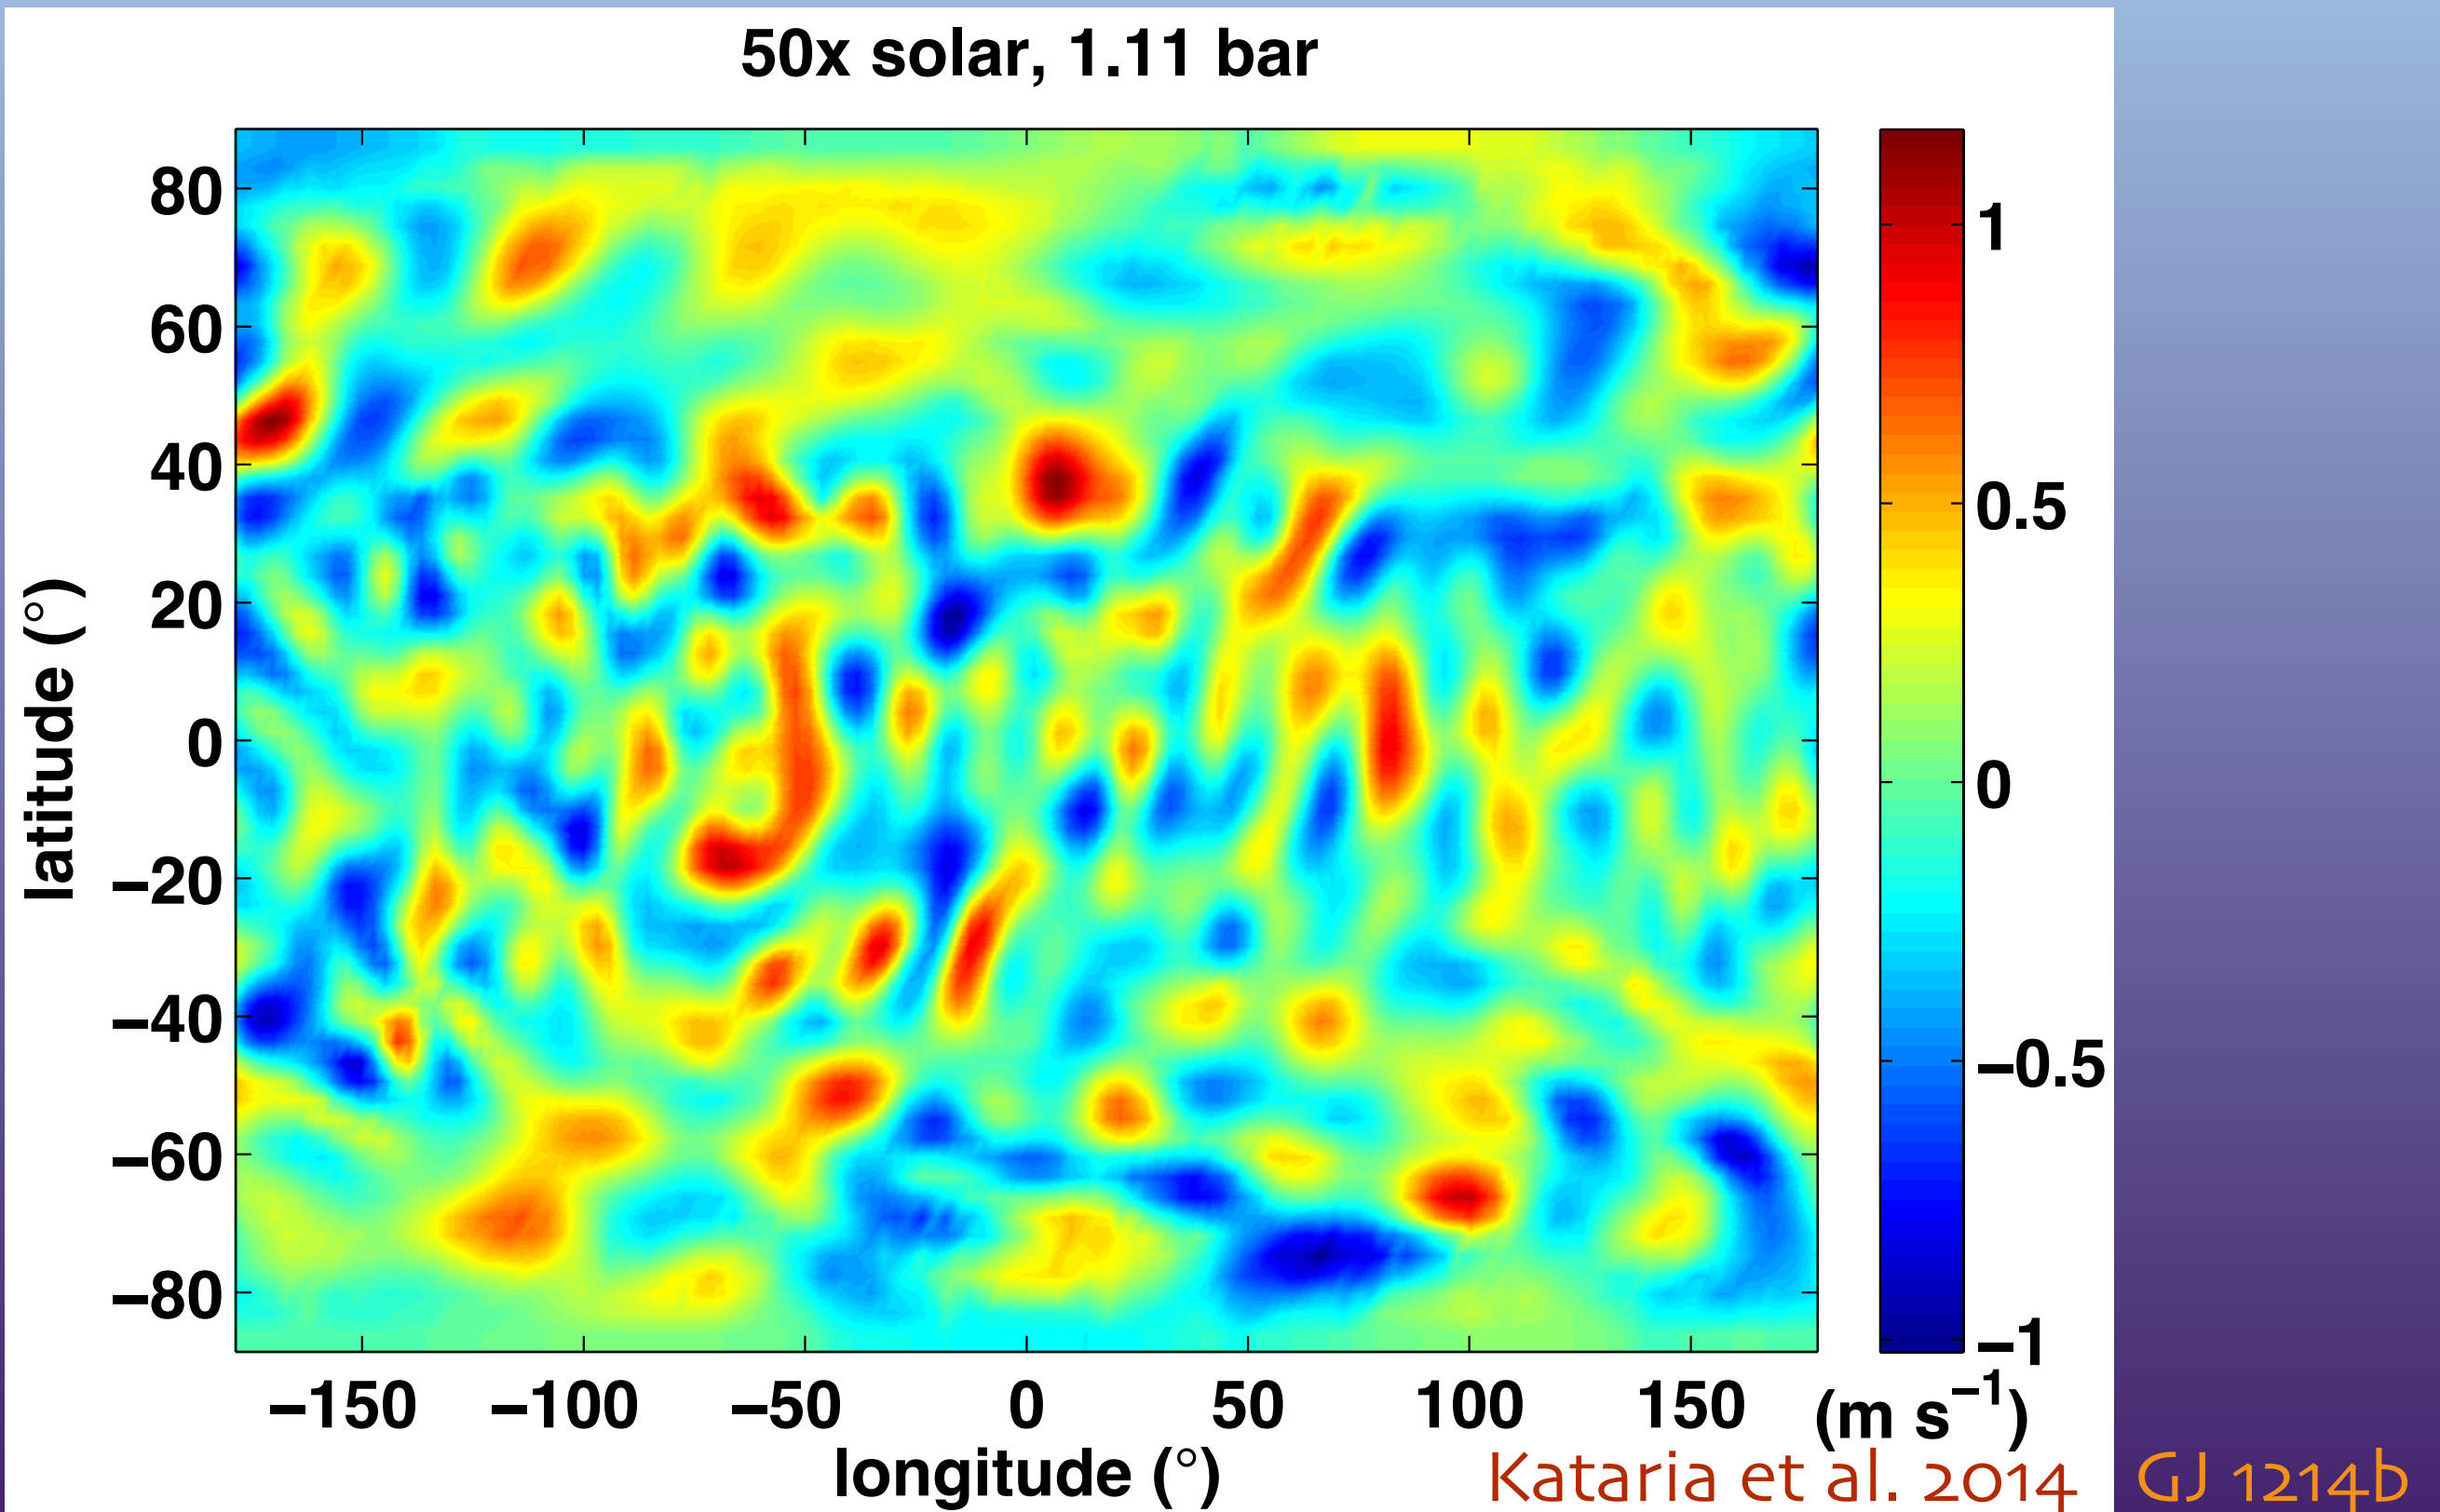 50x solar, 1.11 bar
latitude (°)
80
60
40
20
0
−20
−40
−60
−80
−150 −100 −50 0 50 100 150
longitude (°)
1
0.5
0
−0.5
−1
(m s⁻¹)
Kataria et al. 2014
GJ 1214b